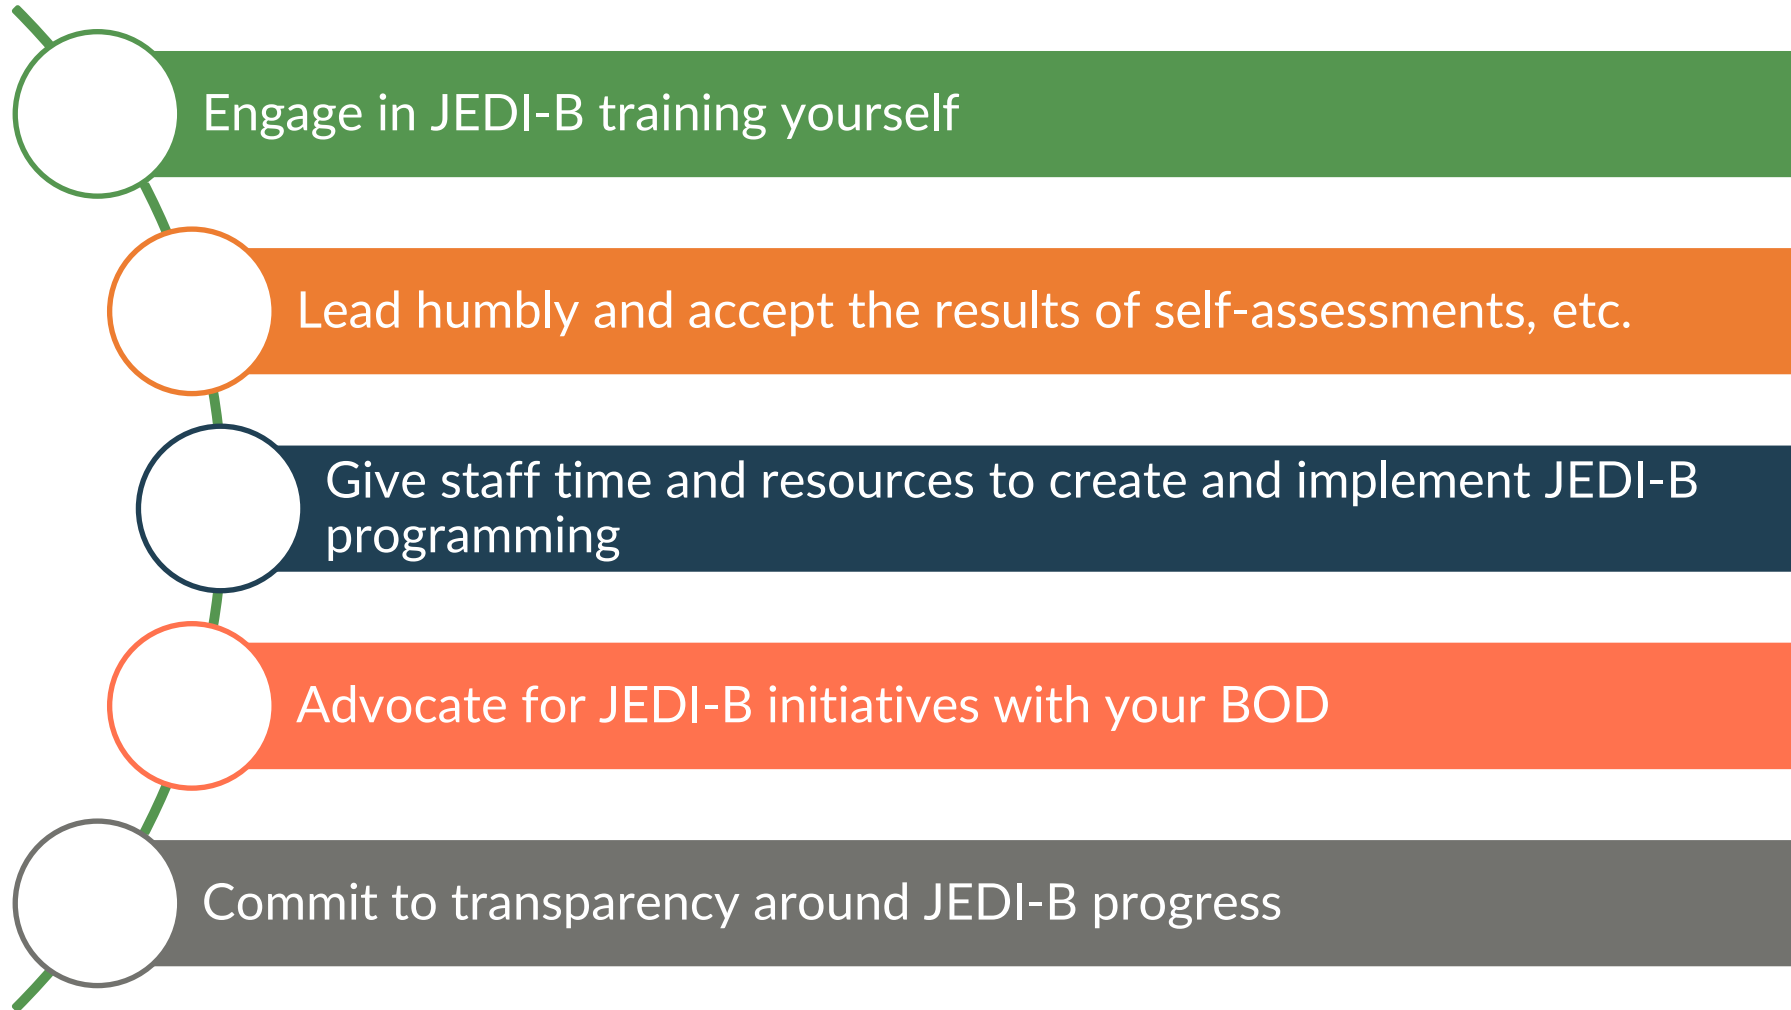 Engage in JEDI-B training yourself
Lead humbly and accept the results of self-assessments, etc.
Give staff time and resources to create and implement JEDI-B
programming
Advocate for JEDI-B initiatives with your BOD
Commit to transparency around JEDI-B progress